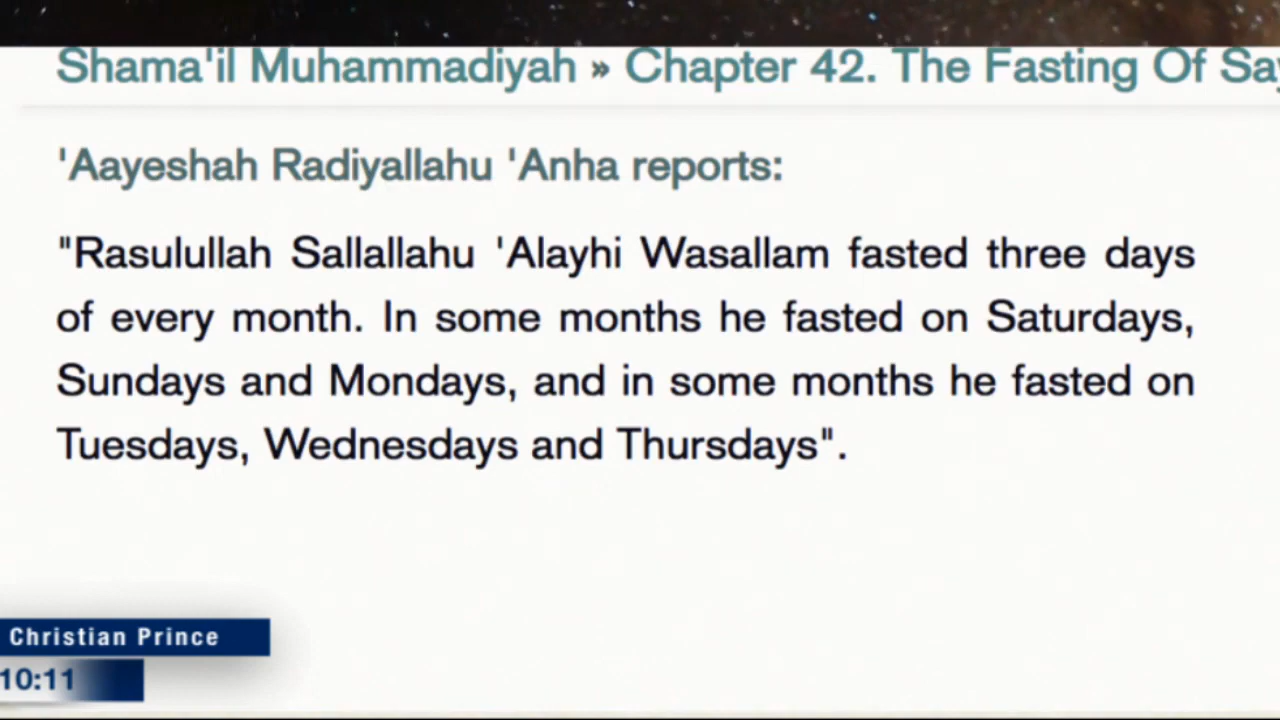 Shama'il Muhammadiyah » Chapter 42. The Fasting Of Say
'Aayeshah Radiyallahu 'Anha reports:
"Rasulullah Sallallahu 'Alayhi Wasallam fasted three days
of every month. In some months he fasted on Saturdays,
Sundays and Mondays, and in some months he fasted on
Tuesdays, Wednesdays and Thursdays".
Christian Prince
10:11